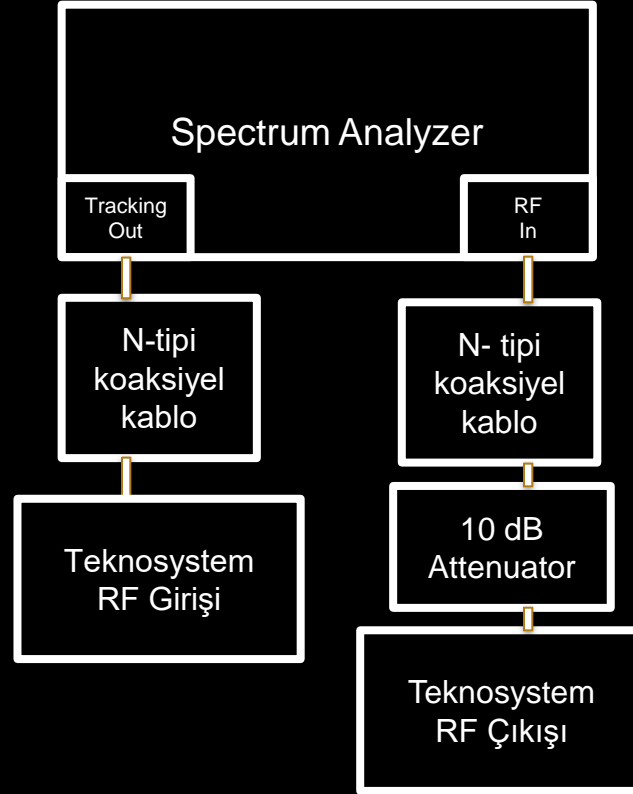 Spectrum Analyzer
Tracking
Out
RF
In
N-tipi
koaksiyel
kablo
N- tipi
koaksiyel
kablo
10 dB
Attenuator
Teknosystem
RF Girişi
Teknosystem
RF Çıkışı